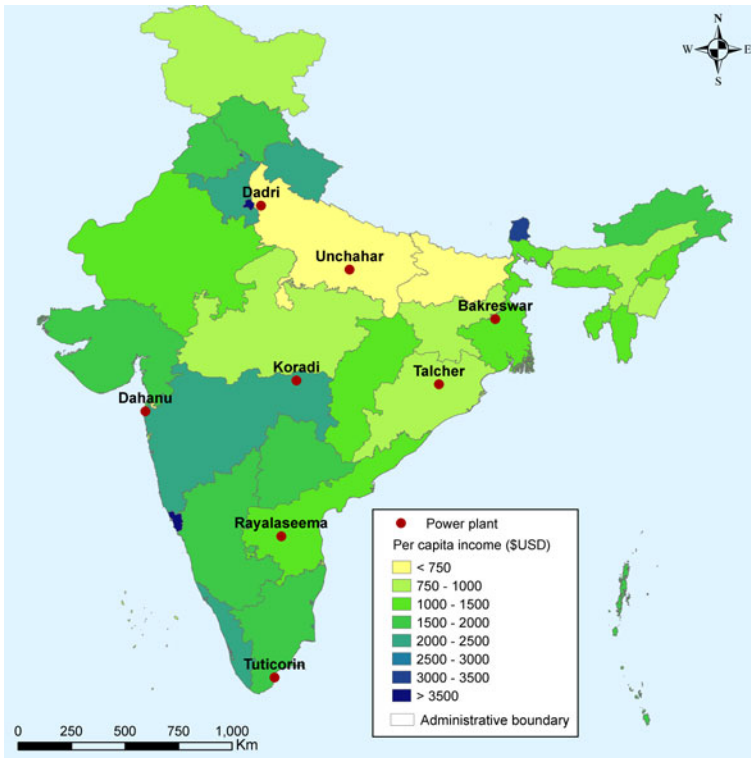 N
W E
S
Dadri
Unchahar
Bakreswar
Koradi
Talcher
Dahanu
Rayalaseema
Tuticorin
Power plant
Per capita income ($USD)
< 750
750 - 1000
1000 - 1500
1500 - 2000
2000 - 2500
2500 - 3000
3000 - 3500
> 3500
Administrative boundary
0 250 500 750 1,000
Km